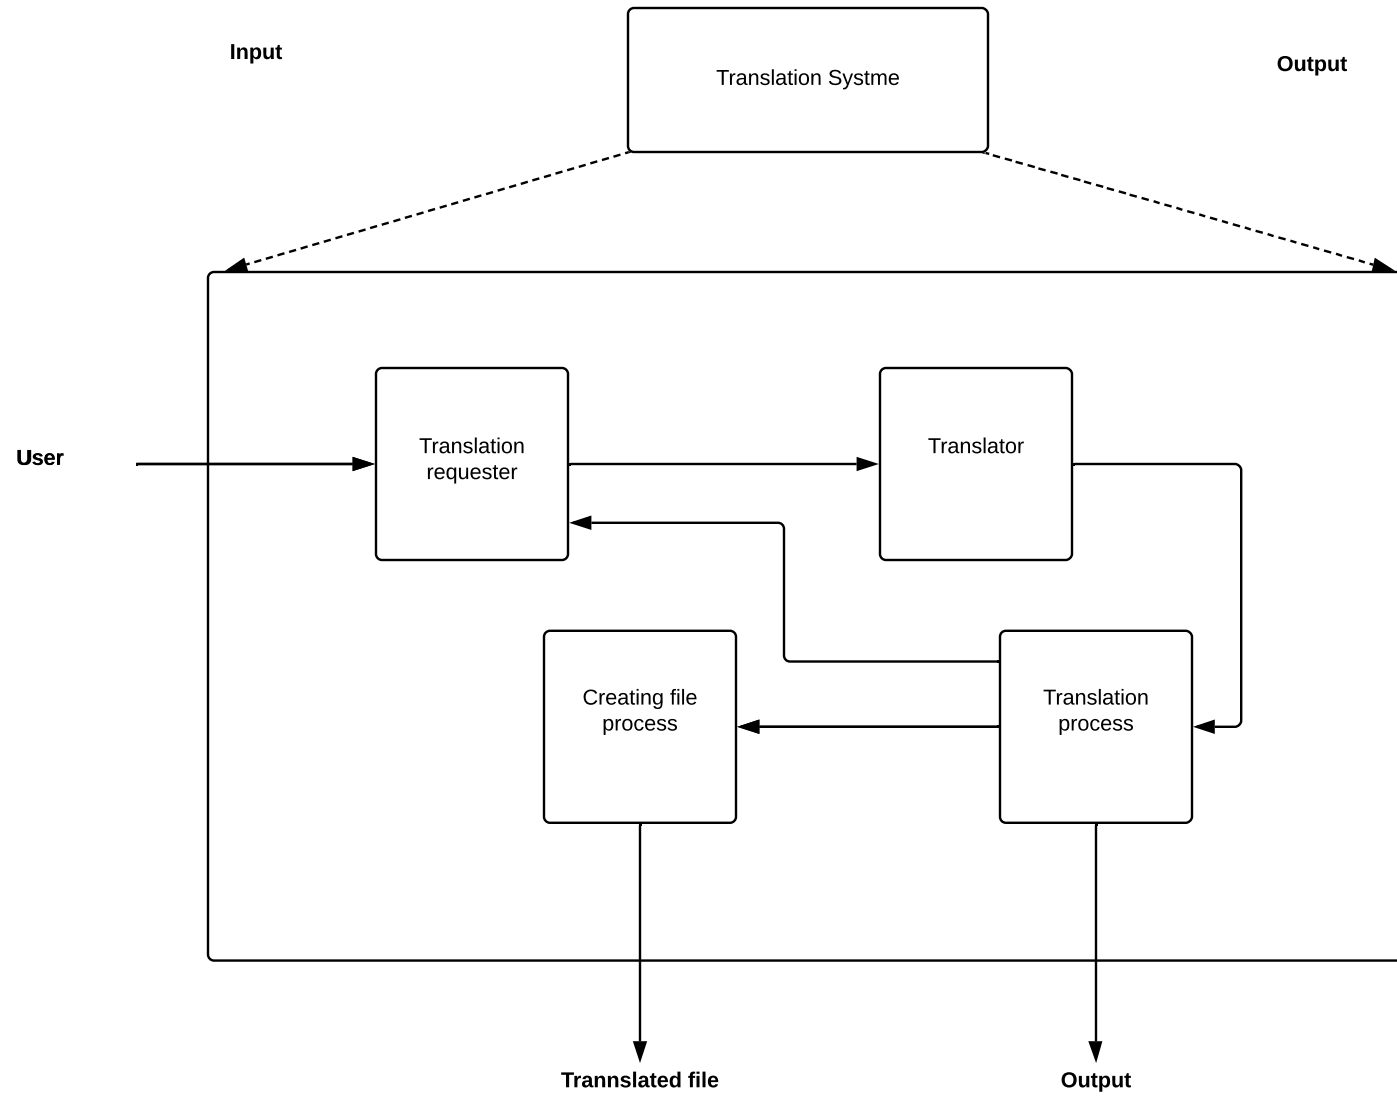 Input
Translation Systme
Output
User
Translation
requester
Translator
Creating file
process
Translation
process
Trannslated file
Output